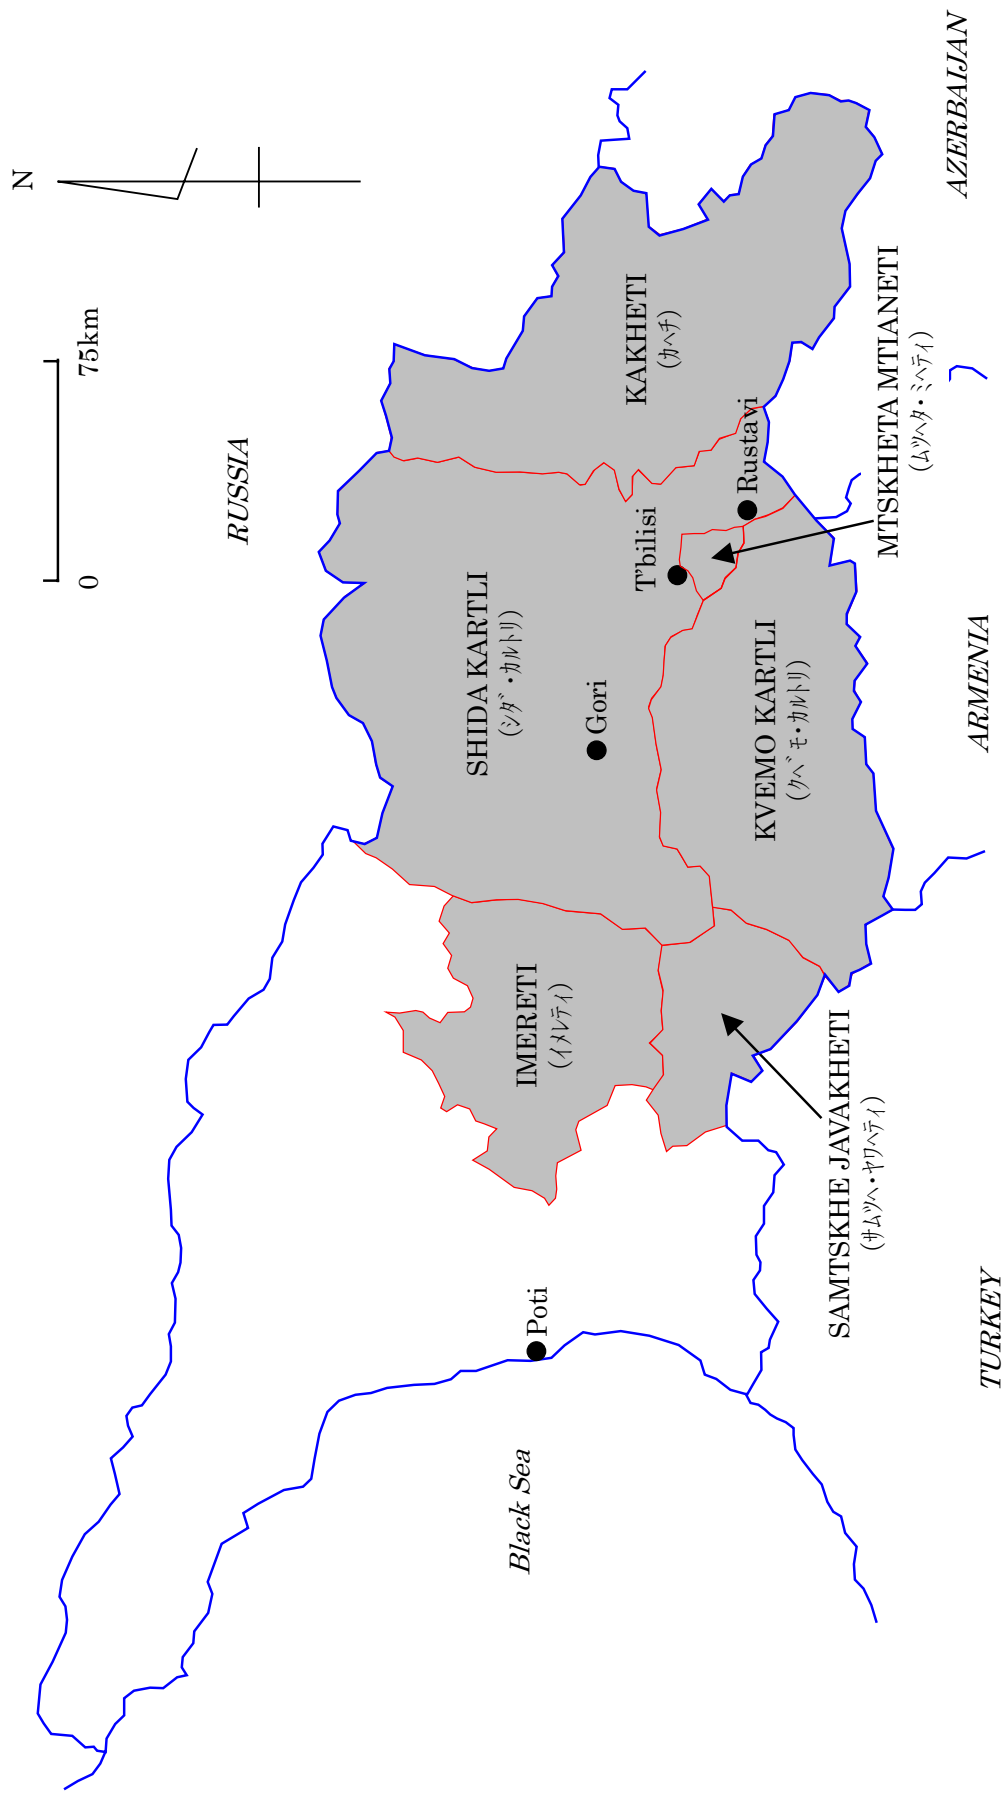 N
0 75km
RUSSIA
SHIDA KARTLI
(シダ・カルトリ)
KAKHETI
(カヘチ)
IMERETI
(イメレティ)
Poti
Black Sea
Gori
T'bilisi
Rustavi
KVEMO KARTLI
(クベモ・カルトリ)
SAMTSKHE JAVAKHETI
(サムツヘ・ヤワヘティ)
MTSKHETA MTIANETI
(ムツヘタ・ミヘティ)
AZERBAIJAN
ARMENIA
TURKEY